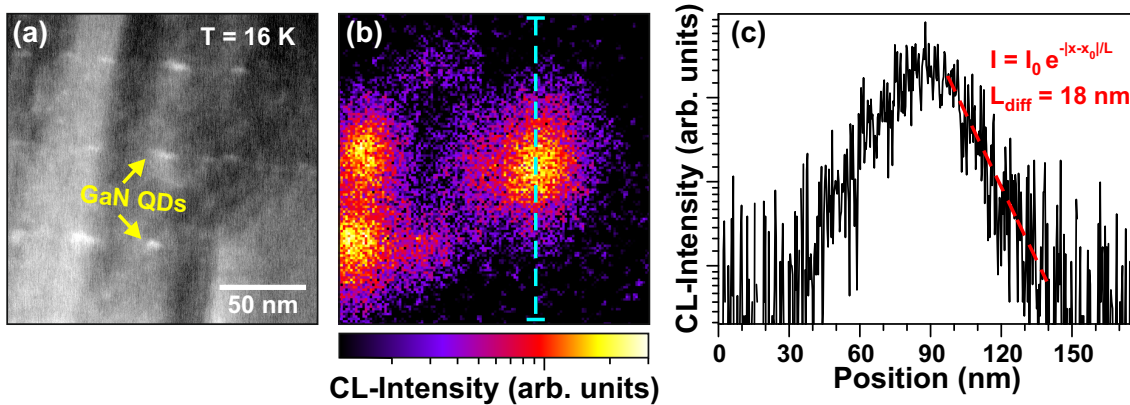 (a)
T = 16 K
GaN QDs
50 nm
(b)
CL-Intensity (arb. units)
(c)
CL-Intensity (arb. units)
I = I₀ e^-|x-x₀|/L
L_diff = 18 nm
0 30 60 90 120 150
Position (nm)